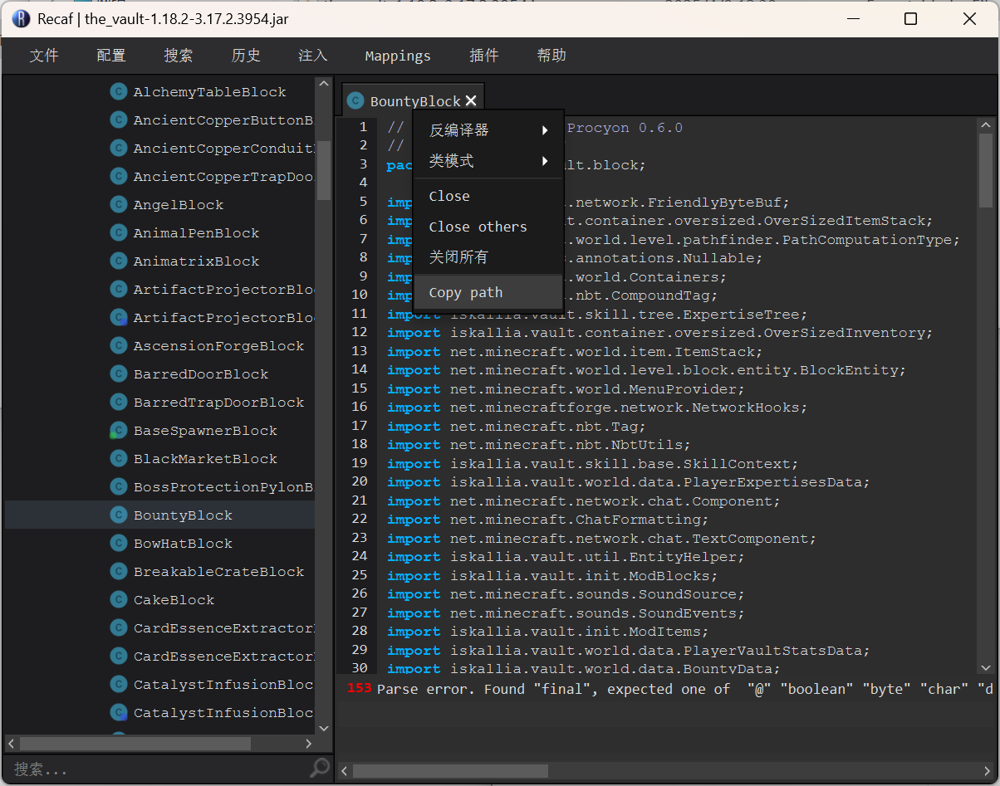 Recaf | the_vault-1.18.2-3.17.2.3954.jar
文件 配置 搜索 历史 注入 Mappings 插件 帮助
AlchemyTableBlock
AncientCopperButtonB
AncientCopperConduit
AncientCopperTrapDoo
AngelBlock
AnimalPenBlock
AnimatrixBlock
ArtifactProjectorBlo
ArtifactProjectorBlo
AscensionForgeBlock
BarredDoorBlock
BarredTrapDoorBlock
BaseSpawnerBlock
BlackMarketBlock
BossProtectionPylonB
BountyBlock
BowHatBlock
BreakableCrateBlock
CakeBlock
CardEssenceExtractor
CardEssenceExtractor
CatalystInfusionBloc
CatalystInfusionBloc
搜索...
BountyBlock
反编译器
类模式
Close
Close others
关闭所有
Copy path
1 // Procyon 0.6.0
2 //
3 pac lt.block;
4
5 imp .network.FriendlyByteBuf;
6 imp t.container.oversized.OverSizedItemStack;
7 imp .world.level.pathfinder.PathComputationType;
8 imp .annotations.Nullable;
9 imp .world.Containers;
10 imp .nbt.CompoundTag;
11 import iskallia.vault.skill.tree.ExpertiseTree;
12 import iskallia.vault.container.oversized.OverSizedInventory;
13 import net.minecraft.world.item.ItemStack;
14 import net.minecraft.world.level.block.entity.BlockEntity;
15 import net.minecraft.world.MenuProvider;
16 import net.minecraftforge.network.NetworkHooks;
17 import net.minecraft.nbt.Tag;
18 import net.minecraft.nbt.NbtUtils;
19 import iskallia.vault.skill.base.SkillContext;
20 import iskallia.vault.world.data.PlayerExpertisesData;
21 import net.minecraft.network.chat.Component;
22 import net.minecraft.ChatFormatting;
23 import net.minecraft.network.chat.TextComponent;
24 import iskallia.vault.util.EntityHelper;
25 import iskallia.vault.init.ModBlocks;
26 import net.minecraft.sounds.SoundSource;
27 import net.minecraft.sounds.SoundEvents;
28 import iskallia.vault.init.ModItems;
29 import iskallia.vault.world.data.PlayerVaultStatsData;
30 import iskallia.vault.world.data.BountyData;
153 Parse error. Found "final", expected one of "@" "boolean" "byte" "char" "d